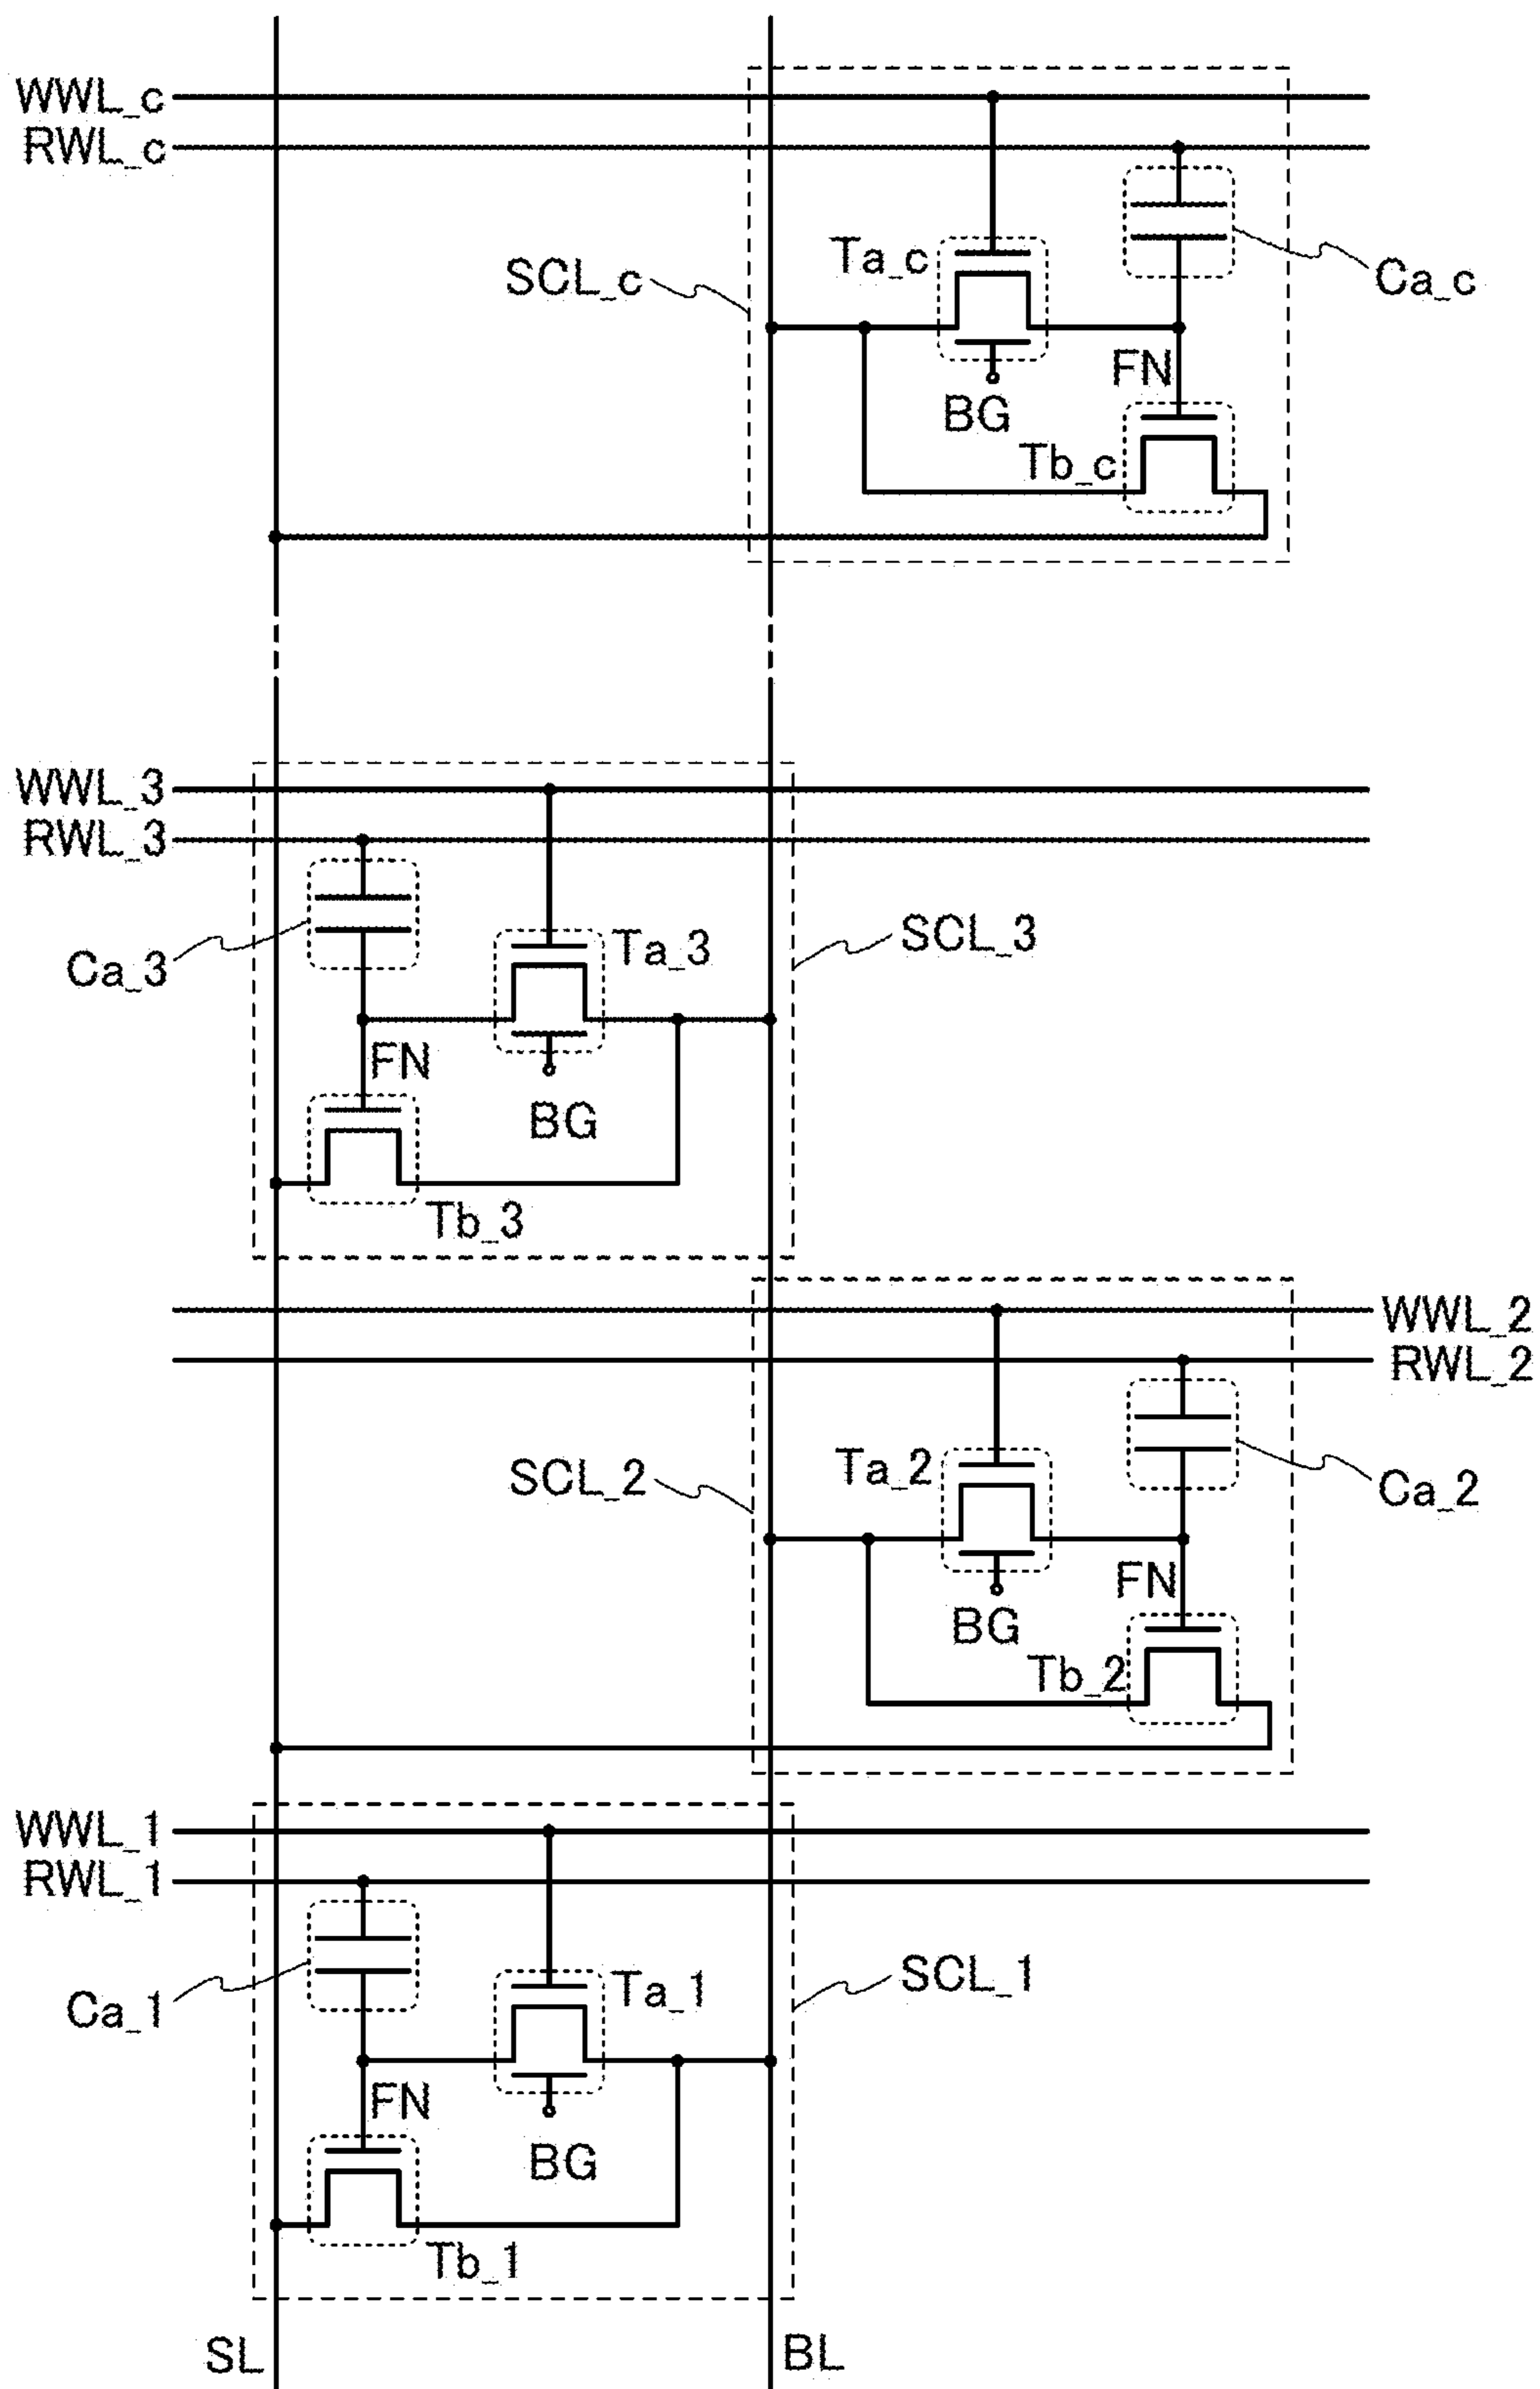 WWL_c
RWL_c
Ta_c
SCL_c
Ca_c
FN
BG
Tb_c
WWL_3
RWL_3
Ta_3
SCL_3
Ca_3
FN
BG
Tb_3
WWL_2
RWL_2
Ta_2
SCL_2
Ca_2
FN
BG
Tb_2
WWL_1
RWL_1
Ta_1
SCL_1
Ca_1
FN
BG
Tb_1
SL
BL